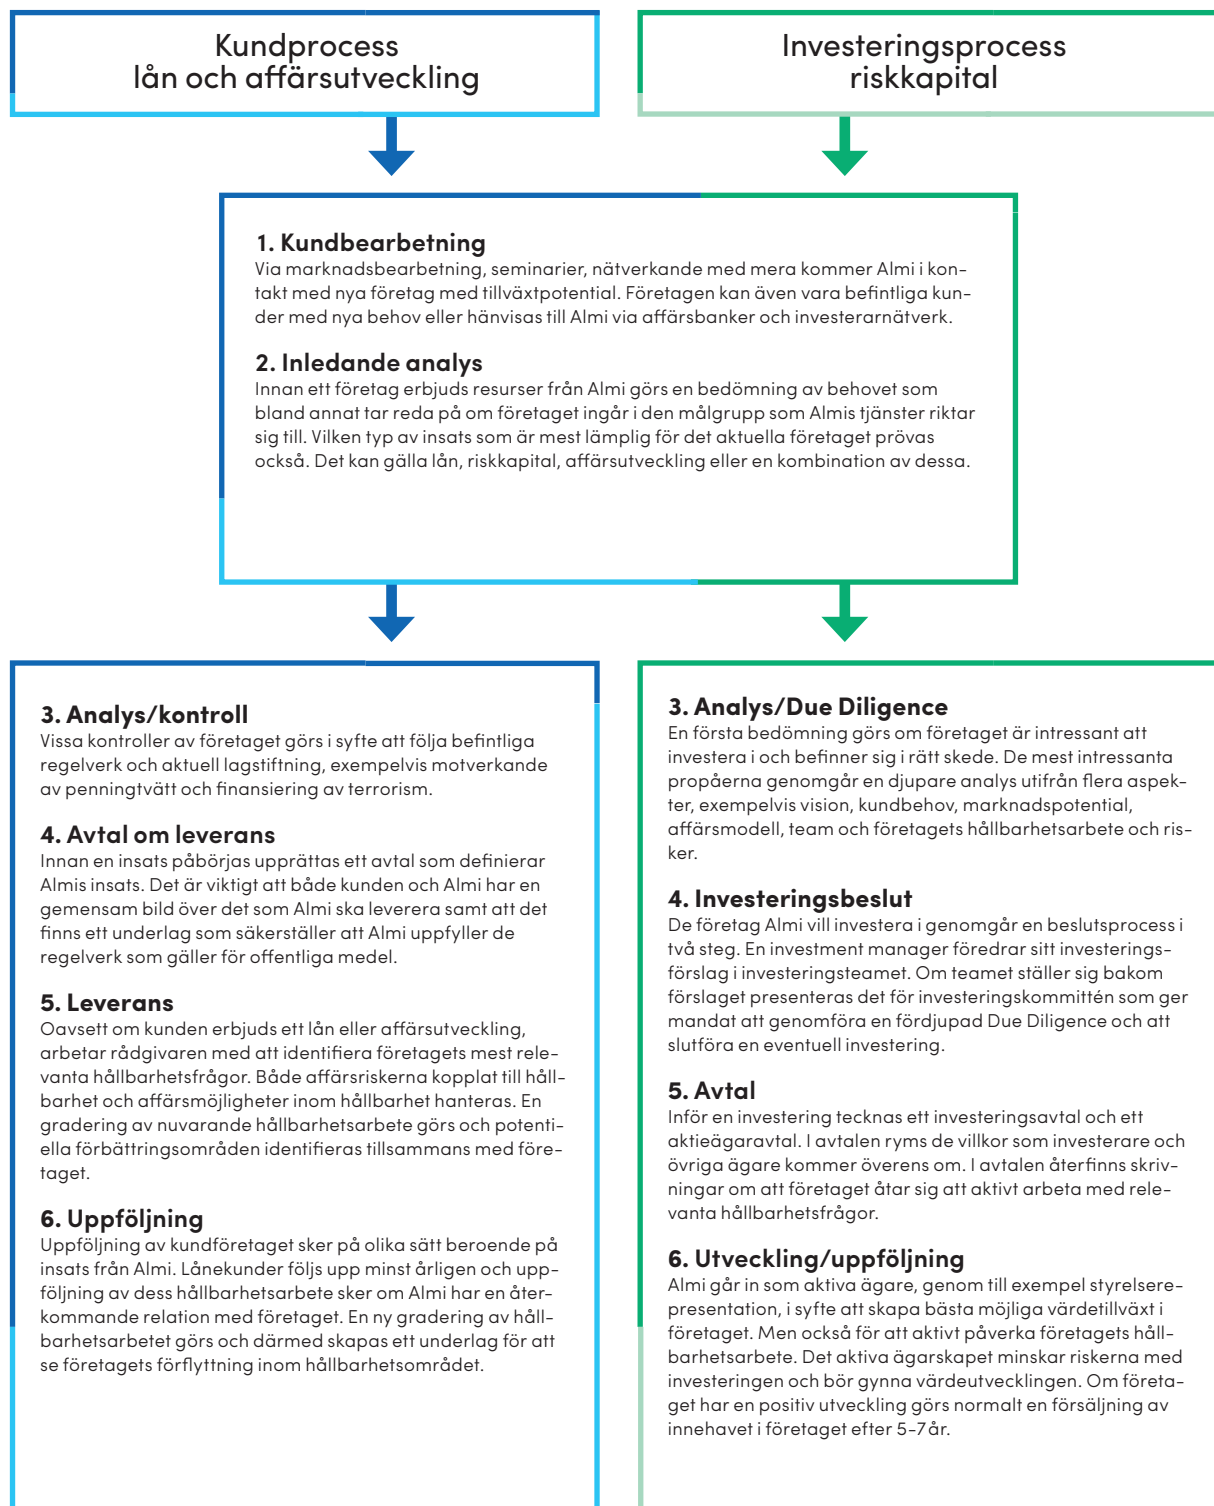 Kundprocess
lån och affärsutveckling
Investeringsprocess
riskkapital
1. Kundbearbetning
Via marknadsbearbetning, seminarier, nätverkande med mera kommer Almi i kon-
takt med nya företag med tillväxtpotential. Företagen kan även vara befintliga kun-
der med nya behov eller hänvisas till Almi via affärsbanker och investerarnätverk.
2. Inledande analys
Innan ett företag erbjuds resurser från Almi görs en bedömning av behovet som
bland annat tar reda på om företaget ingår i den målgrupp som Almis tjänster riktar
sig till. Vilken typ av insats som är mest lämplig för det aktuella företaget prövas
också. Det kan gälla lån, riskkapital, affärsutveckling eller en kombination av dessa.
3. Analys/kontroll
Vissa kontroller av företaget görs i syfte att följa befintliga
regelverk och aktuell lagstiftning, exempelvis motverkande
av penningtvätt och finansiering av terrorism.
4. Avtal om leverans
Innan en insats påbörjas upprättas ett avtal som definierar
Almis insats. Det är viktigt att både kunden och Almi har en
gemensam bild över det som Almi ska leverera samt att det
finns ett underlag som säkerställer att Almi uppfyller de
regelverk som gäller för offentliga medel.
5. Leverans
Oavsett om kunden erbjuds ett lån eller affärsutveckling,
arbetar rådgivaren med att identifiera företagets mest rele-
vanta hållbarhetsfrågor. Både affärsriskerna kopplat till håll-
barhet och affärsmöjligheter inom hållbarhet hanteras. En
gradering av nuvarande hållbarhetsarbete görs och potenti-
ella förbättringsområden identifieras tillsammans med före-
taget.
6. Uppföljning
Uppföljning av kundföretaget sker på olika sätt beroende på
insats från Almi. Lånekunder följs upp minst årligen och upp-
följning av dess hållbarhetsarbete sker om Almi har en åter-
kommande relation med företaget. En ny gradering av håll-
barhetsarbetet görs och därmed skapas ett underlag för att
se företagets förflyttning inom hållbarhetsområdet.
3. Analys/Due Diligence
En första bedömning görs om företaget är intressant att
investera i och befinner sig i rätt skede. De mest intressanta
propåerna genomgår en djupare analys utifrån flera aspek-
ter, exempelvis vision, kundbehov, marknadspotential,
affärsmodell, team och företagets hållbarhetsarbete och ris-
ker.
4. Investeringsbeslut
De företag Almi vill investera i genomgår en beslutsprocess i
två steg. En investment manager föredrar sitt investerings-
förslag i investeringsteamet. Om teamet ställer sig bakom
förslaget presenteras det för investeringskommittén som ger
mandat att genomföra en fördjupad Due Diligence och att
slutföra en eventuell investering.
5. Avtal
Inför en investering tecknas ett investeringsavtal och ett
aktieägaravtal. I avtalen ryms de villkor som investerare och
övriga ägare kommer överens om. I avtalen återfinns skriv-
ningar om att företaget åtar sig att aktivt arbeta med rele-
vanta hållbarhetsfrågor.
6. Utveckling/uppföljning
Almi går in som aktiva ägare, genom till exempel styrelsere-
presentation, i syfte att skapa bästa möjliga värdetillväxt i
företaget. Men också för att aktivt påverka företagets håll-
barhetsarbete. Det aktiva ägarskapet minskar riskerna med
investeringen och bör gynna värdeutvecklingen. Om företa-
get har en positiv utveckling görs normalt en försäljning av
innehavet i företaget efter 5-7 år.